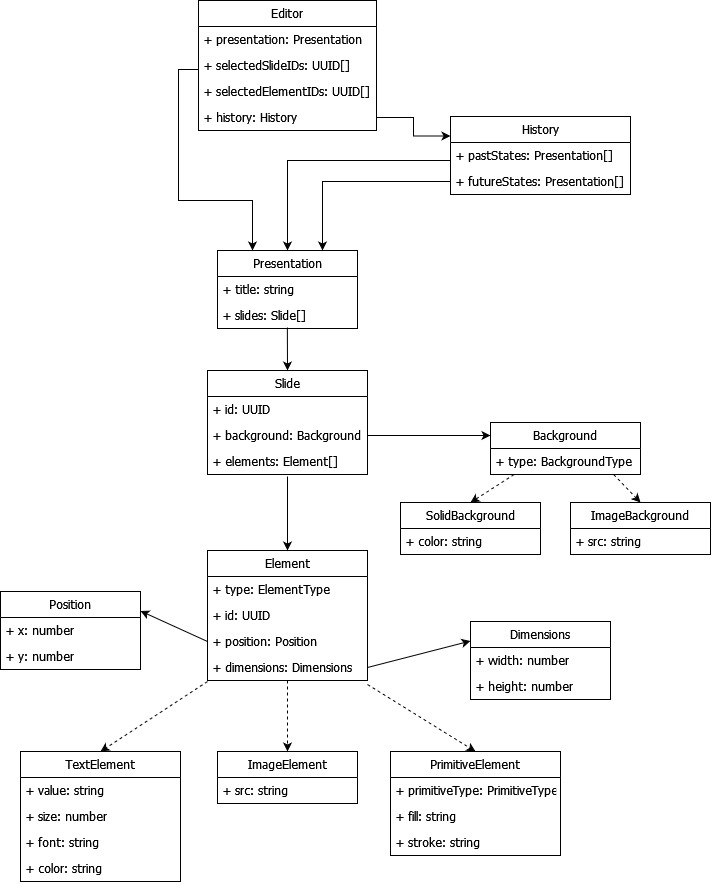 Editor
+ presentation: Presentation
+ selectedSlideIDs: UUID[]
+ selectedElementIDs: UUID[]
+ history: History
History
+ pastStates: Presentation[]
+ futureStates: Presentation[]
Presentation
+ title: string
+ slides: Slide[]
Slide
+ id: UUID
+ background: Background
+ elements: Element[]
Background
+ type: BackgroundType
SolidBackground
+ color: string
ImageBackground
+ src: string
Element
+ type: ElementType
+ id: UUID
+ position: Position
+ dimensions: Dimensions
Position
+ x: number
+ y: number
Dimensions
+ width: number
+ height: number
TextElement
+ value: string
+ size: number
+ font: string
+ color: string
ImageElement
+ src: string
PrimitiveElement
+ primitiveType: PrimitiveType
+ fill: string
+ stroke: string